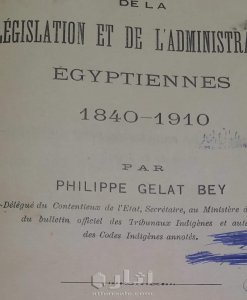 DE LA
LÉGISLATION ET DE L'ADMINISTRA
ÉGYPTIENNES
1840-1910
PAR
PHILIPPE GELAT BEY
-Délégué du Contentieux de l'Etat, Secrétaire, au Ministère d
du bulletin officiel des Tribunaux Indigènes et aute
des Codes Indigènes annotés.